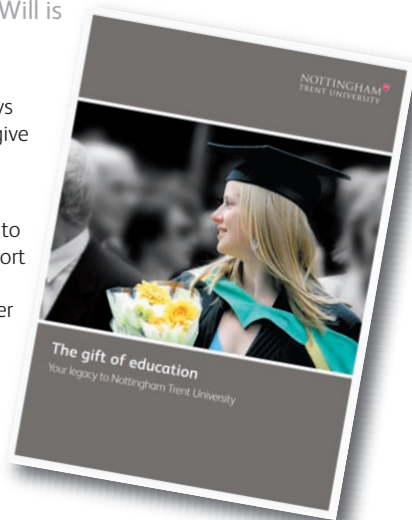 Will is
ys
give
to
ort
er
NOTTINGHAM
TRENT UNIVERSITY
The gift of education
Your legacy to Nottingham Trent University